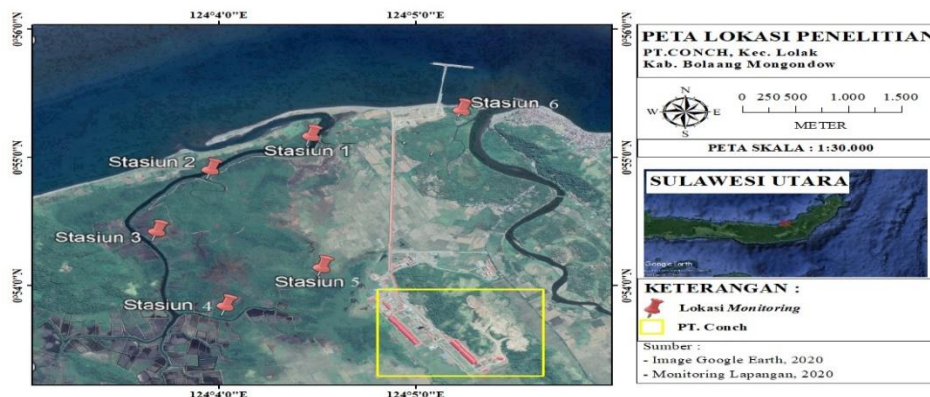 124°4'0"E
124°5'0"E
0°56'0"N
0°55'0"N
0°54'0"N
Stasiun 6
Stasiun 1
Stasiun 2
Stasiun 3
Stasiun 5
Stasiun 4
0°56'0"N
0°55'0"N
0°54'0"N
124°4'0"E
124°5'0"E
PETA LOKASI PENELITIAN
PT.CONCH, Kec. Lolak
Kab. Bolaang Mongondow
N
W E
S
0 250 500 1.000 1.500
METER
PETA SKALA : 1:30.000
SULAWESI UTARA
Google Earth
KETERANGAN :
Lokasi Monitoring
PT. Conch
Sumber :
- Image Google Earth, 2020
- Monitoring Lapangan, 2020